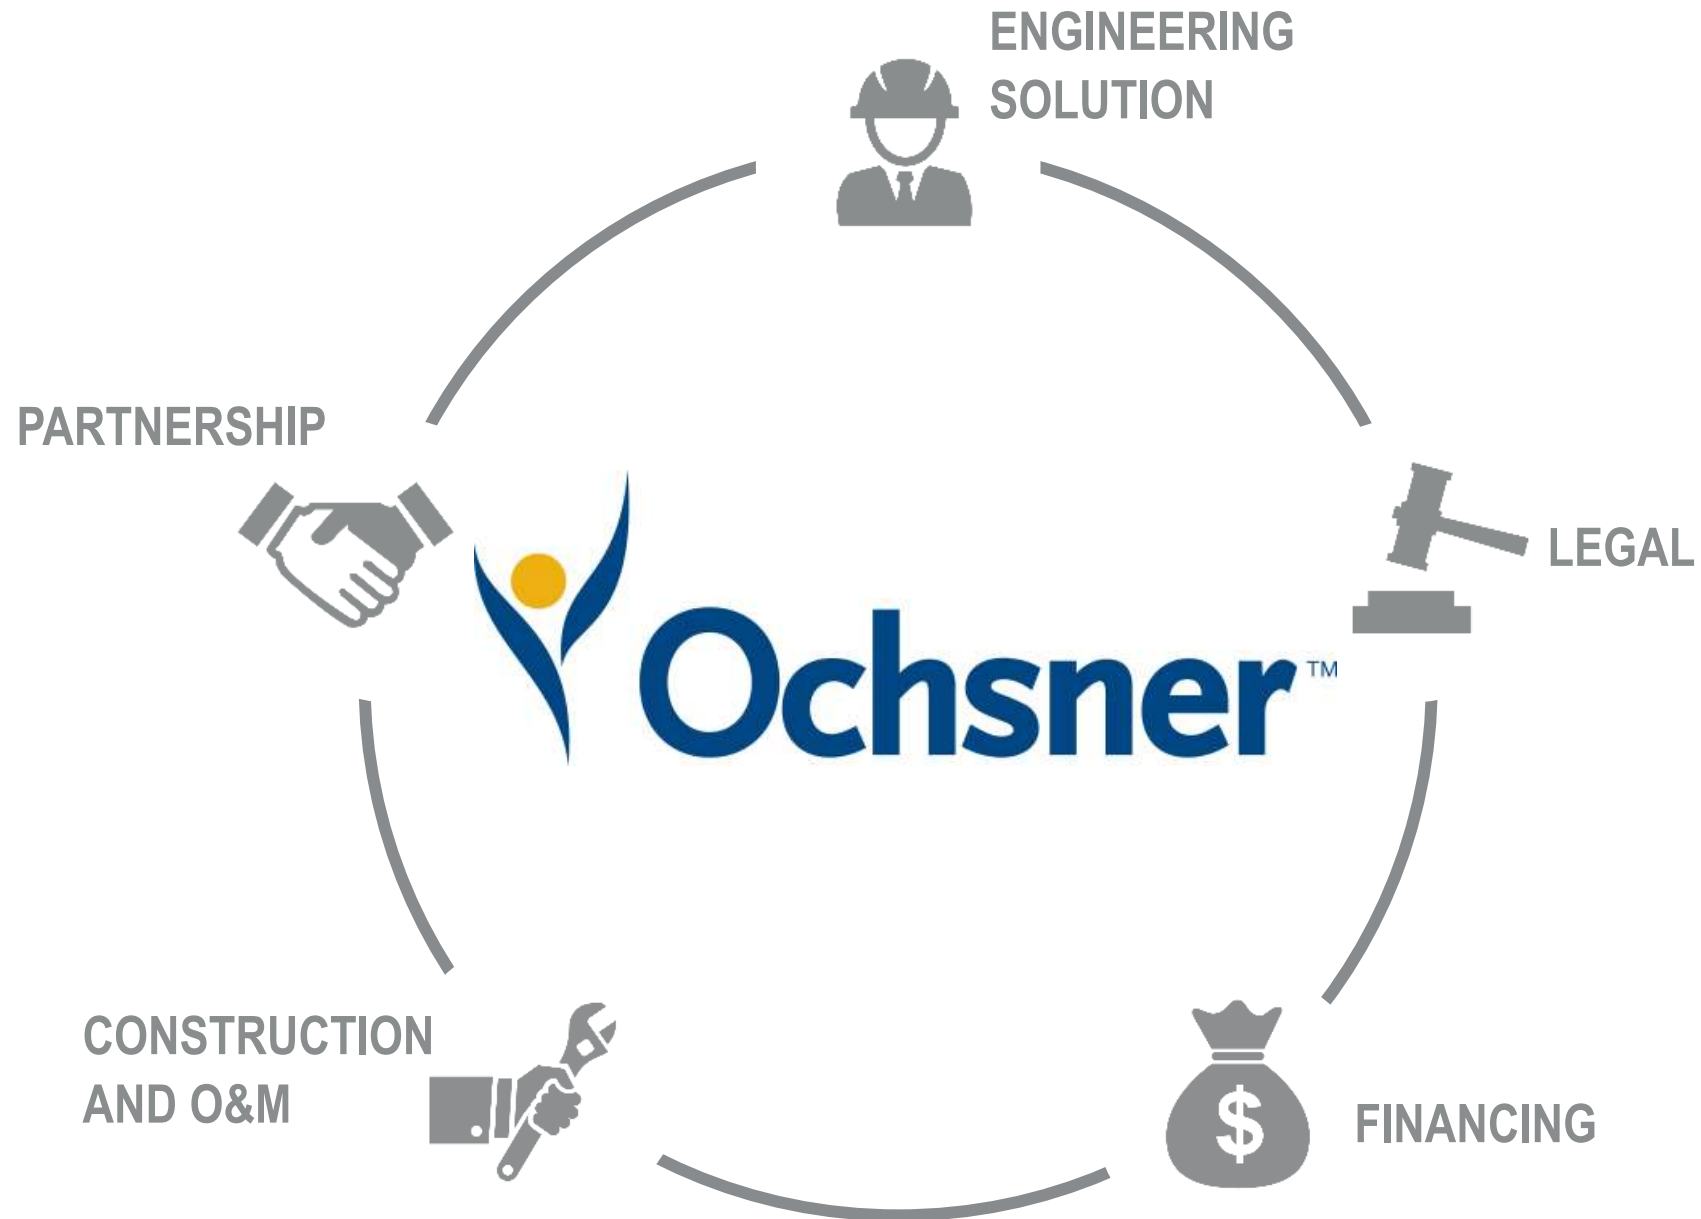 ENGINEERING
SOLUTION
PARTNERSHIP
LEGAL
Ochsner™
CONSTRUCTION
AND O&M
$
FINANCING